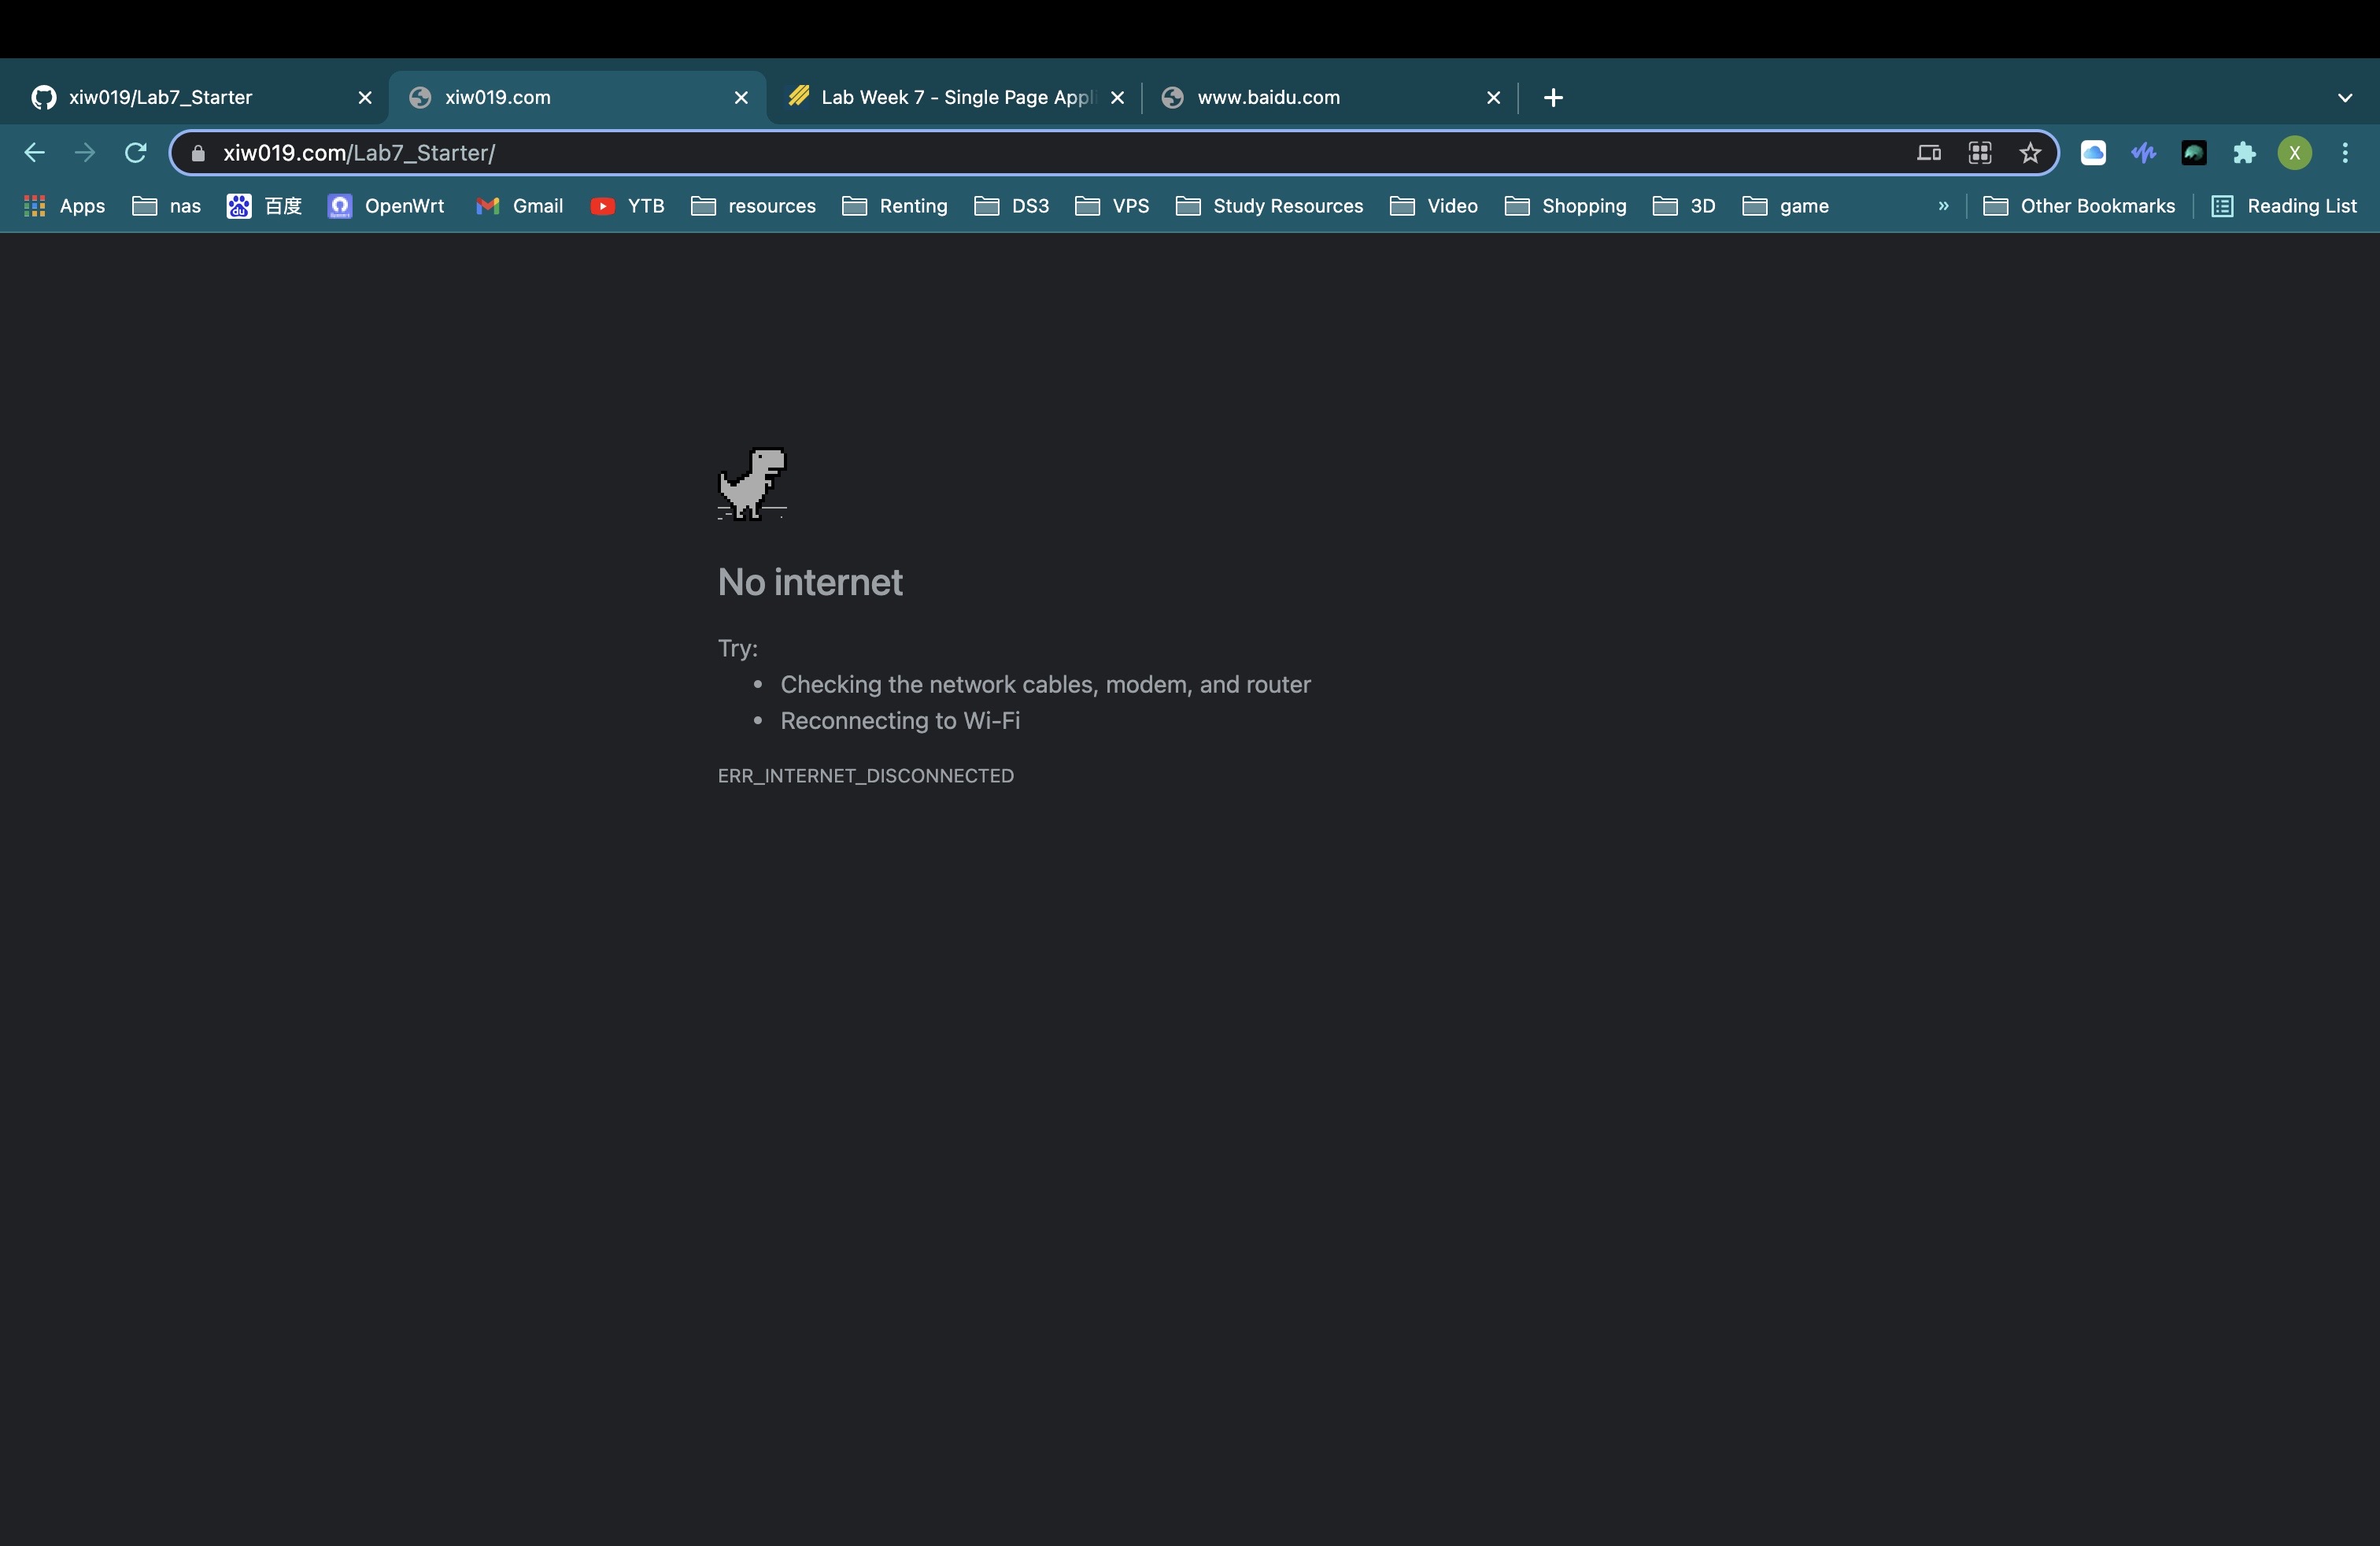 xiw019/Lab7_Starter
xiw019.com
Lab Week 7 - Single Page Appli
www.baidu.com
xiw019.com/Lab7_Starter/
X
Apps
nas
du
百度
OpenWrt
Gmail
YTB
resources
Renting
DS3
VPS
Study Resources
Video
Shopping
3D
game
»
Other Bookmarks
Reading List
No internet
Try:
• Checking the network cables, modem, and router
• Reconnecting to Wi-Fi
ERR_INTERNET_DISCONNECTED